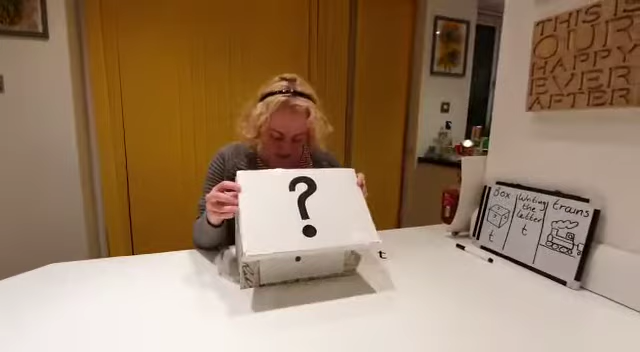 THIS IS
OUR
HAPPY
EVER
AFTER
?
t
Box
t
Writing
the
letter
t
trains